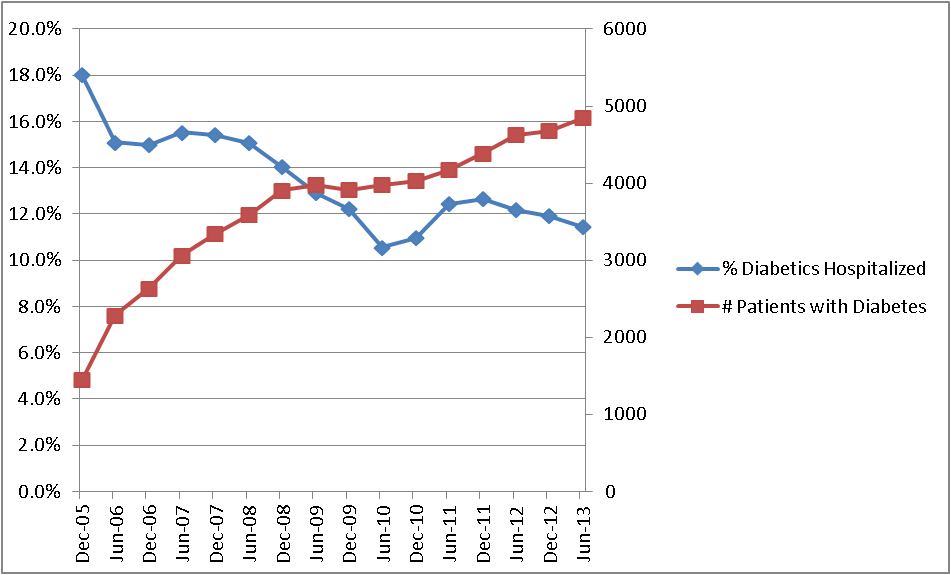 20.0%
18.0%
16.0%
14.0%
12.0%
10.0%
8.0%
6.0%
4.0%
2.0%
0.0%
6000
5000
4000
3000
2000
1000
0
Dec-05
Jun-06
Dec-06
Jun-07
Dec-07
Jun-08
Dec-08
Jun-09
Dec-09
Jun-10
Dec-10
Jun-11
Dec-11
Jun-12
Dec-12
Jun-13
% Diabetics Hospitalized
# Patients with Diabetes